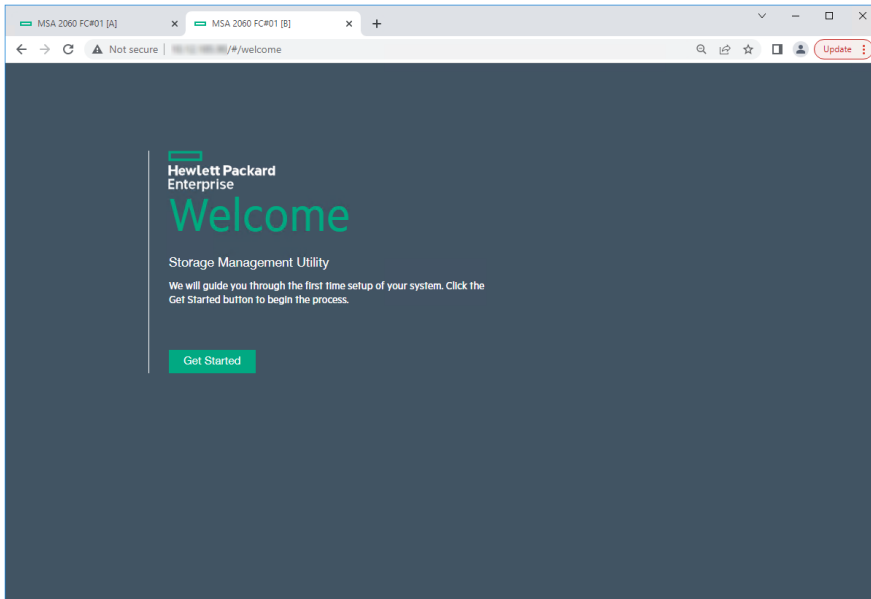 MSA 2060 FC#01 [A]
MSA 2060 FC#01 [B]
Not secure
/#/welcome
Update
Hewlett Packard
Enterprise
Welcome
Storage Management Utility
We will guide you through the first time setup of your system. Click the
Get Started button to begin the process.
Get Started